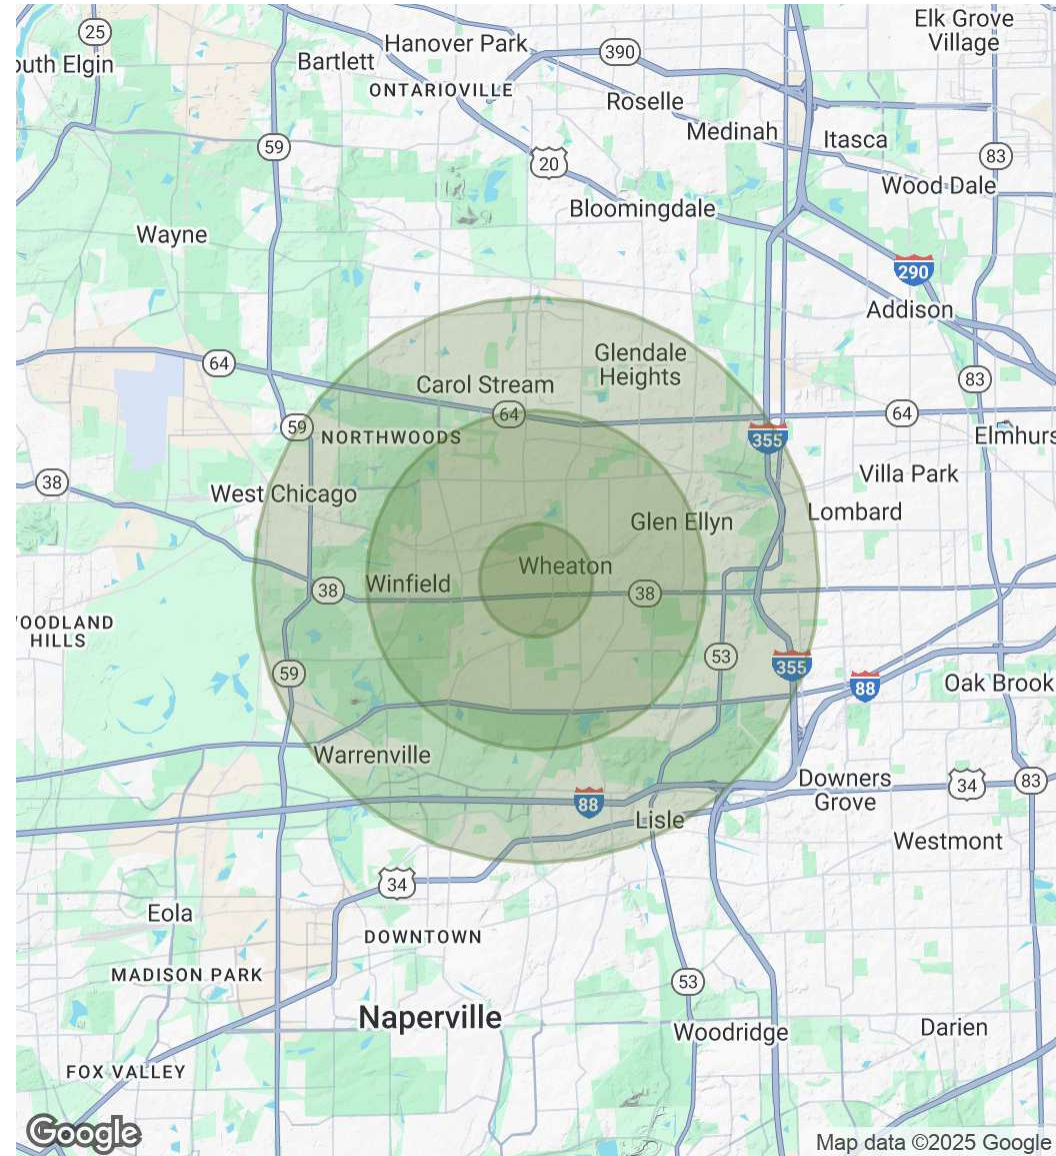 25
Hanover Park
390
Elk Grove
Village
outh Elgin
Bartlett
ONTARIOVILLE
Roselle
Medinah
Itasca
59
20
83
Wood Dale
Bloomingdale
Wayne
290
Addison
64
Glendale
Heights
83
Carol Stream
64
64
59
NORTHWOODS
355
Elmhurs
38
West Chicago
Villa Park
Glen Ellyn
Lombard
Wheaton
Winfield
38
38
OODLAND
HILLS
53
355
59
88
Oak Brook
Warrenville
88
Downers
Grove
34
83
Lisle
Westmont
34
Eola
DOWNTOWN
MADISON PARK
53
Naperville
Woodridge
Darien
FOX VALLEY
Google
Map data ©2025 Google